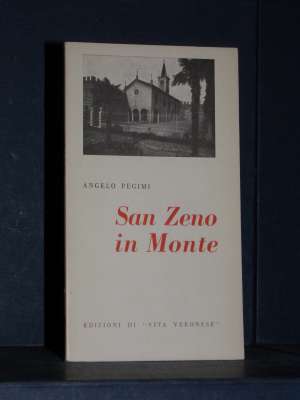 ANGELO PEGIMI
San Zeno
in Monte
EDIZIONI DI "VITA VERONESE"